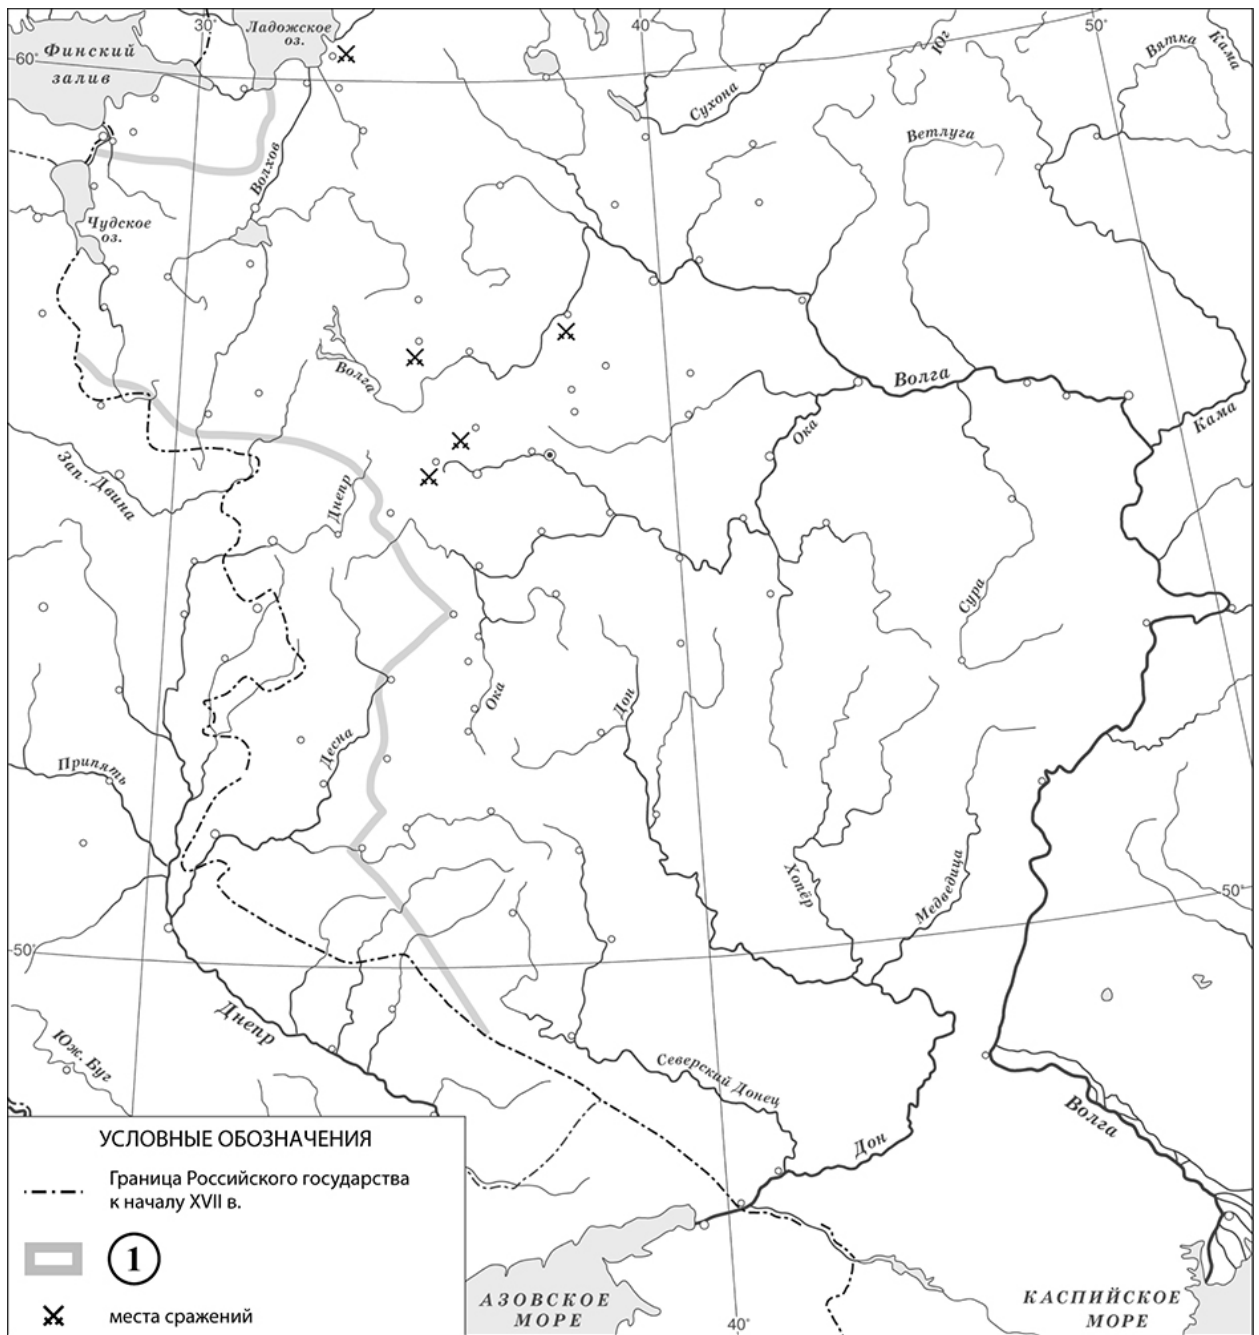 30°
Ладожское
оз.
40°
50°
60°
Финский
залив
Юг
Вятка
Кама
Сухона
Ветлуга
Волхов
Чудское
оз.
Волга
Волга
Ока
Кама
Зап. Двина
Днепр
Сура
Ока
Дон
Десна
Припять
Хопёр
Медведица
50°
50°
Днепр
Юж. Буг
Северский Донец
Волга
Дон
УСЛОВНЫЕ ОБОЗНАЧЕНИЯ
Граница Российского государства
к началу XVII в.
1
места сражений
АЗОВСКОЕ
МОРЕ
40°
КАСПИЙСКОЕ
МОРЕ